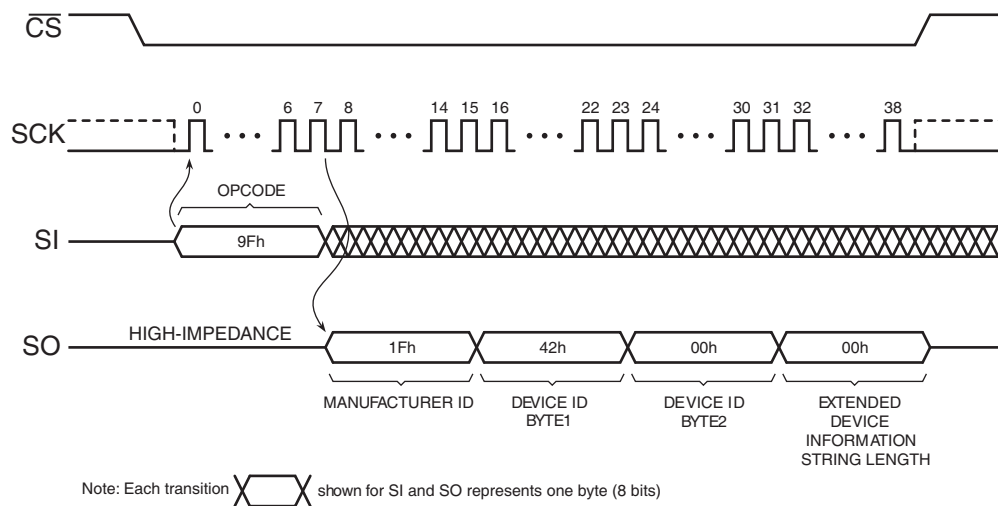 CS
SCK
0 6 7 8 14 15 16 22 23 24 30 31 32 38
OPCODE
SI
9Fh
HIGH-IMPEDANCE
SO
1Fh 42h 00h 00h
MANUFACTURER ID
DEVICE ID
BYTE1
DEVICE ID
BYTE2
EXTENDED
DEVICE
INFORMATION
STRING LENGTH
Note: Each transition shown for SI and SO represents one byte (8 bits)